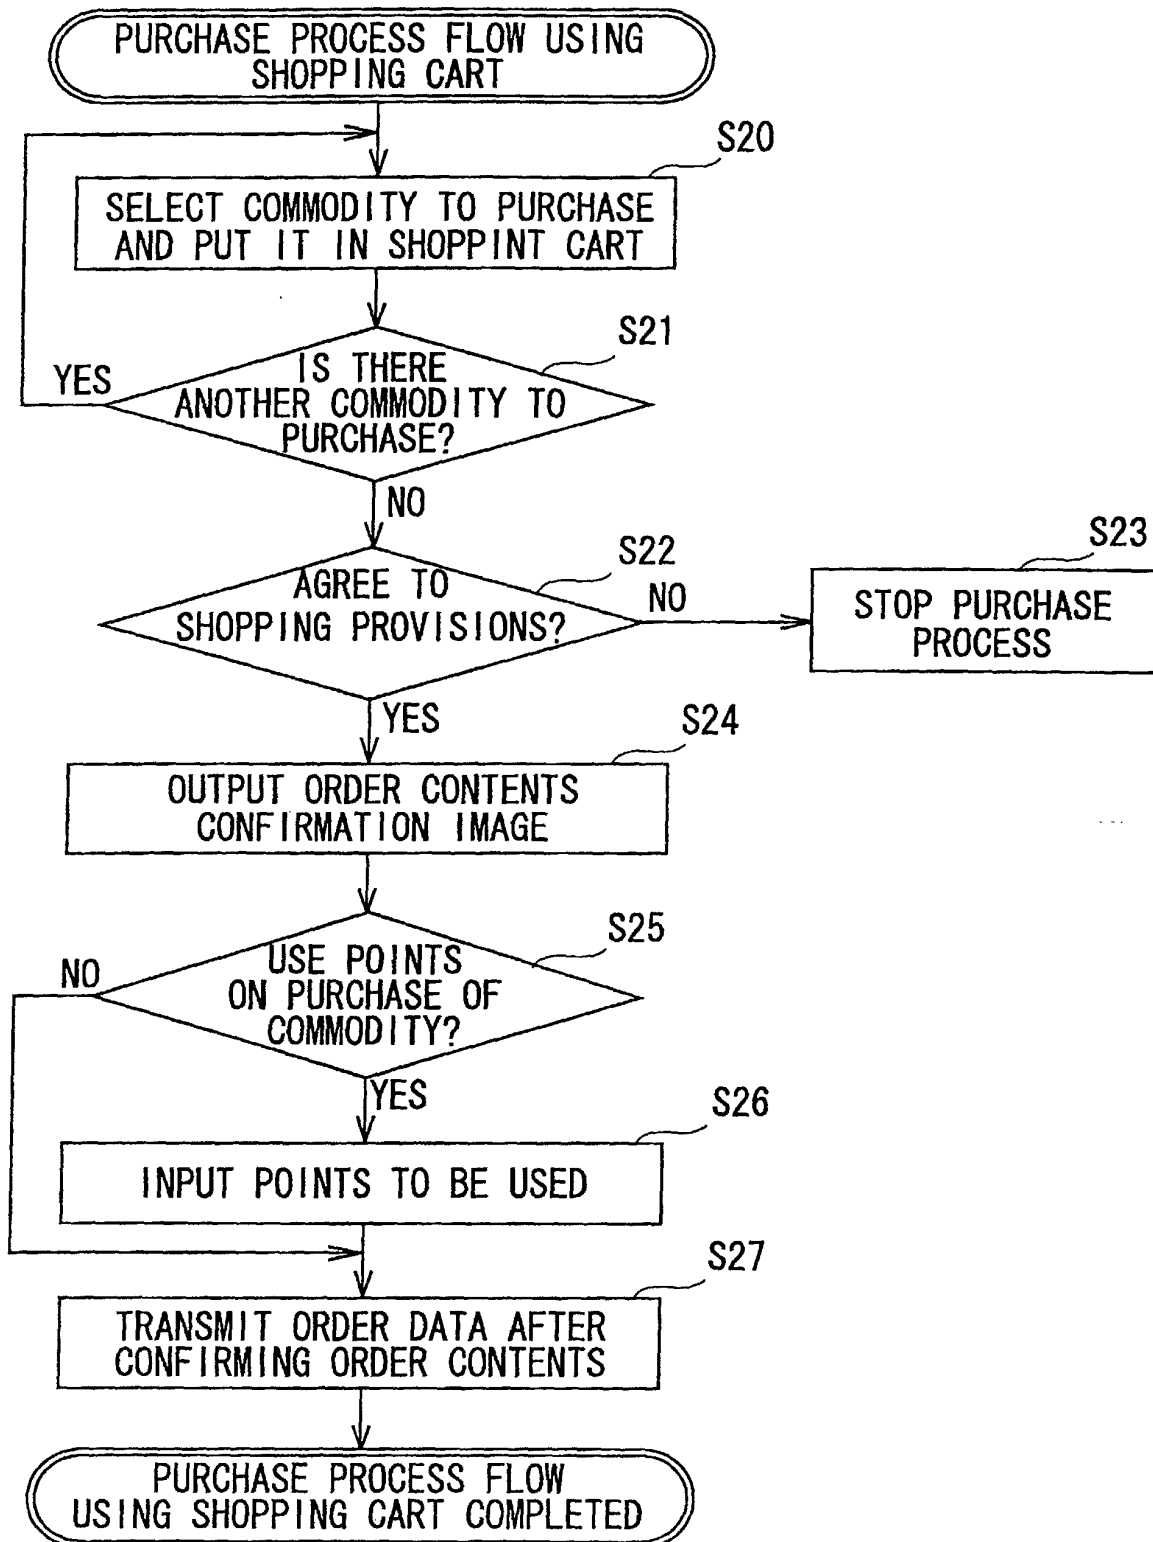 PURCHASE PROCESS FLOW USING
SHOPPING CART
S20
SELECT COMMODITY TO PURCHASE
AND PUT IT IN SHOPPINT CART
S21
IS THERE
ANOTHER COMMODITY TO
PURCHASE?
YES
NO
S22
AGREE TO
SHOPPING PROVISIONS?
NO
S23
STOP PURCHASE
PROCESS
YES
S24
OUTPUT ORDER CONTENTS
CONFIRMATION IMAGE
S25
USE POINTS
ON PURCHASE OF
COMMODITY?
NO
YES
S26
INPUT POINTS TO BE USED
S27
TRANSMIT ORDER DATA AFTER
CONFIRMING ORDER CONTENTS
PURCHASE PROCESS FLOW
USING SHOPPING CART COMPLETED